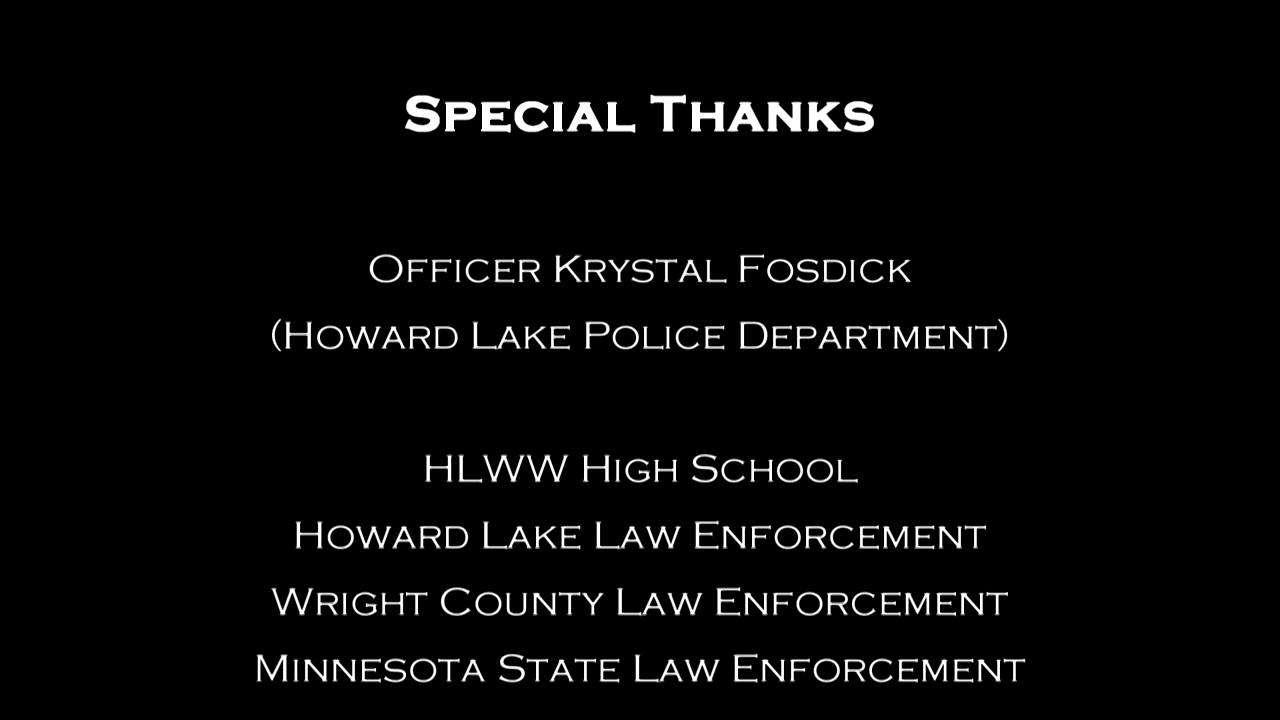 Special Thanks
Officer Krystal Fosdick
(Howard Lake Police Department)
HLWW High School
Howard Lake Law Enforcement
Wright County Law Enforcement
Minnesota State Law Enforcement